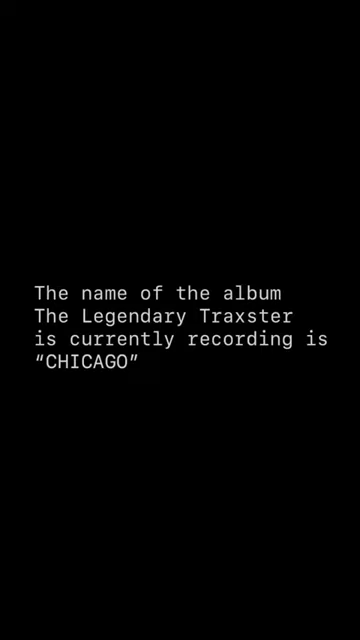 The name of the album
The Legendary Traxster
is currently recording is
“CHICAGO”